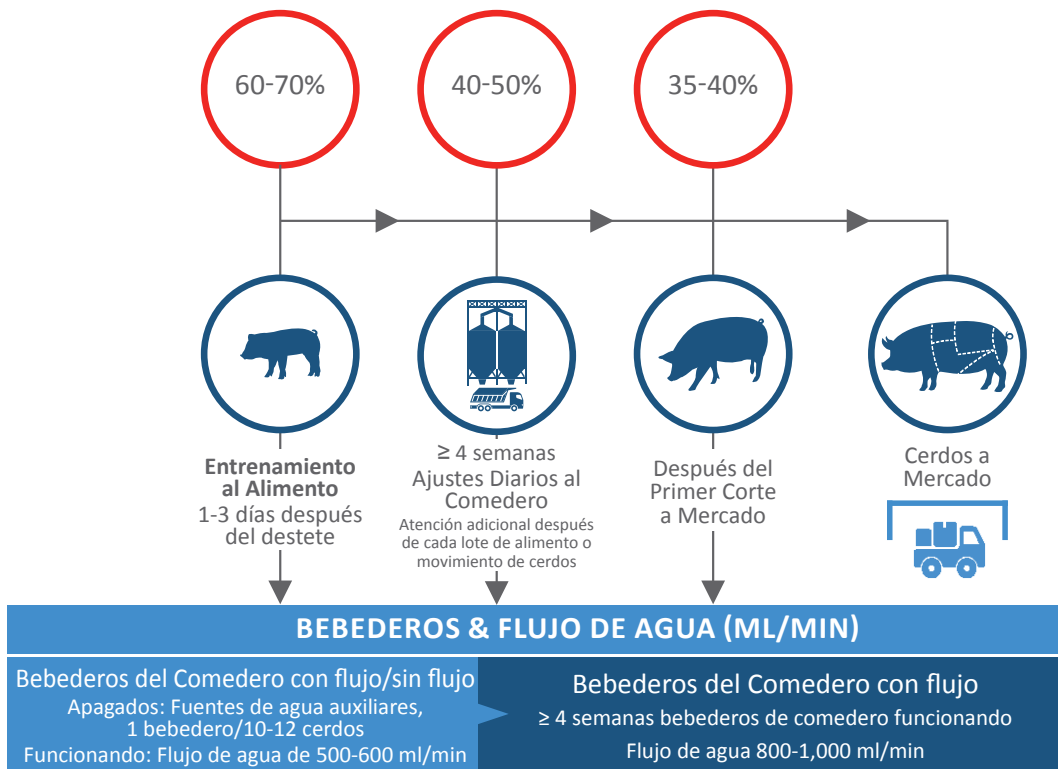 60-70%
40-50%
35-40%
Entrenamiento
al Alimento
1-3 días después
del destete
≥ 4 semanas
Ajustes Diarios al
Comedero
Atención adicional después
de cada lote de alimento o
movimiento de cerdos
Después del
Primer Corte
a Mercado
Cerdos a
Mercado
BEBEDEROS & FLUJO DE AGUA (ML/MIN)
Bebederos del Comedero con flujo/sin flujo
Apagados: Fuentes de agua auxiliares,
1 bebedero/10-12 cerdos
Funcionando: Flujo de agua de 500-600 ml/min
Bebederos del Comedero con flujo
≥ 4 semanas bebederos de comedero funcionando
Flujo de agua 800-1,000 ml/min